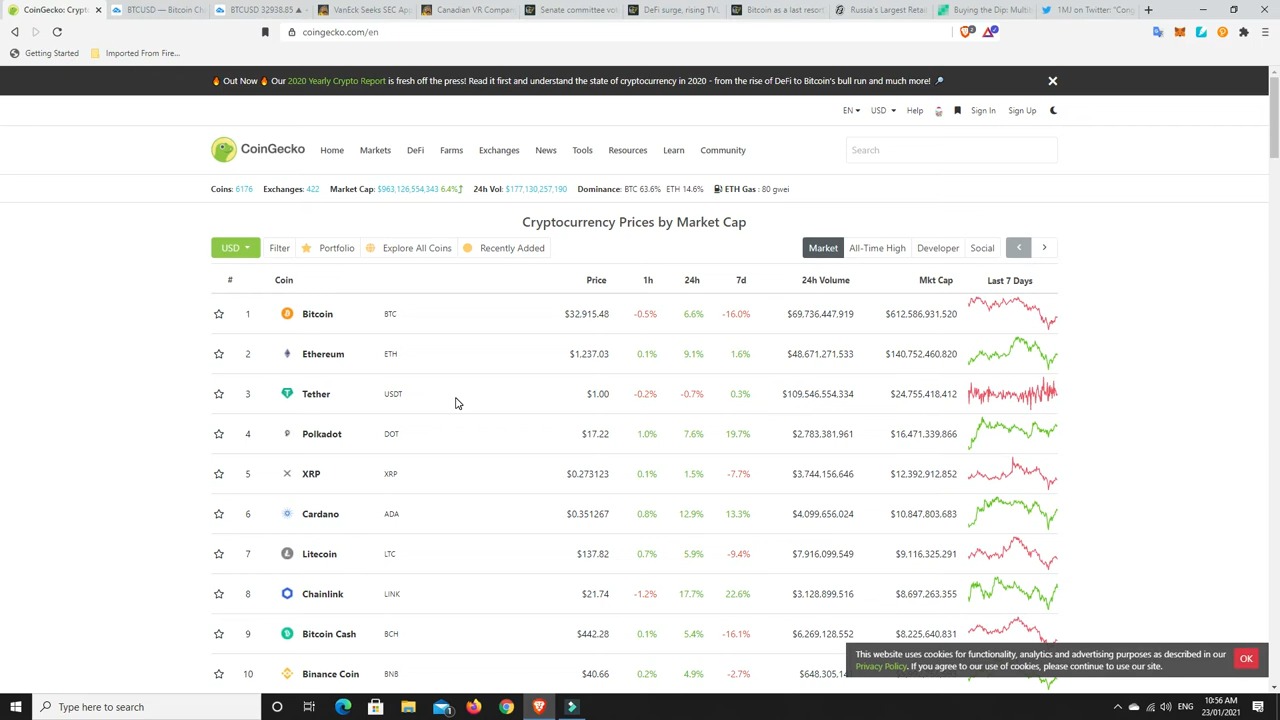 CoinGecko: Crypto
BTCUSD — Bitcoin Ch
BTCUSD 32938.85
VanEck Seeks SEC App
Canadian VR Compar
Senate committee vot
DeFi surge, rising TVL
Bitcoin as a last resort
Russia's Largest Retai
Buying the Dip: Multi
1MJ on Twitter: "Cong
coingecko.com/en
Getting Started
Imported From Fire...
Out Now Our 2020 Yearly Crypto Report is fresh off the press! Read it first and understand the state of cryptocurrency in 2020 - from the rise of DeFi to Bitcoin's bull run and much more!
EN USD Help Sign In Sign Up
CoinGecko Home Markets DeFi Farms Exchanges News Tools Resources Learn Community Search
Coins: 6176 Exchanges: 422 Market Cap: $963,126,554,343 6.4% 24h Vol: $177,130,257,190 Dominance: BTC 63.6% ETH 14.6% ETH Gas : 80 gwei
Cryptocurrency Prices by Market Cap
USD Filter Portfolio Explore All Coins Recently Added Market All-Time High Developer Social
# Coin Price 1h 24h 7d 24h Volume Mkt Cap Last 7 Days
1 Bitcoin BTC $32,915.48 -0.5% 6.6% -16.0% $69,736,447,919 $612,586,931,520
2 Ethereum ETH $1,237.03 0.1% 9.1% 1.6% $48,671,271,533 $140,752,460,820
3 Tether USDT $1.00 -0.2% -0.7% 0.3% $109,546,554,334 $24,755,418,412
4 Polkadot DOT $17.22 1.0% 7.6% 19.7% $2,783,381,961 $16,471,339,866
5 XRP XRP $0.273123 0.1% 1.5% -7.7% $3,744,156,646 $12,392,912,852
6 Cardano ADA $0.351267 0.8% 12.9% 13.3% $4,099,656,024 $10,847,803,683
7 Litecoin LTC $137.82 0.7% 5.9% -9.4% $7,916,099,549 $9,116,325,291
8 Chainlink LINK $21.74 -1.2% 17.7% 22.6% $3,128,899,516 $8,697,263,355
9 Bitcoin Cash BCH $442.28 0.1% 5.4% -16.1% $6,269,128,552 $8,225,640,831
10 Binance Coin BNB $40.66 0.2% 4.9% -2.7% $648,305,1
This website uses cookies for functionality, analytics and advertising purposes as described in our
Privacy Policy. If you agree to our use of cookies, please continue to use our site.
OK
Type here to search
ENG
10:56 AM
23/01/2021